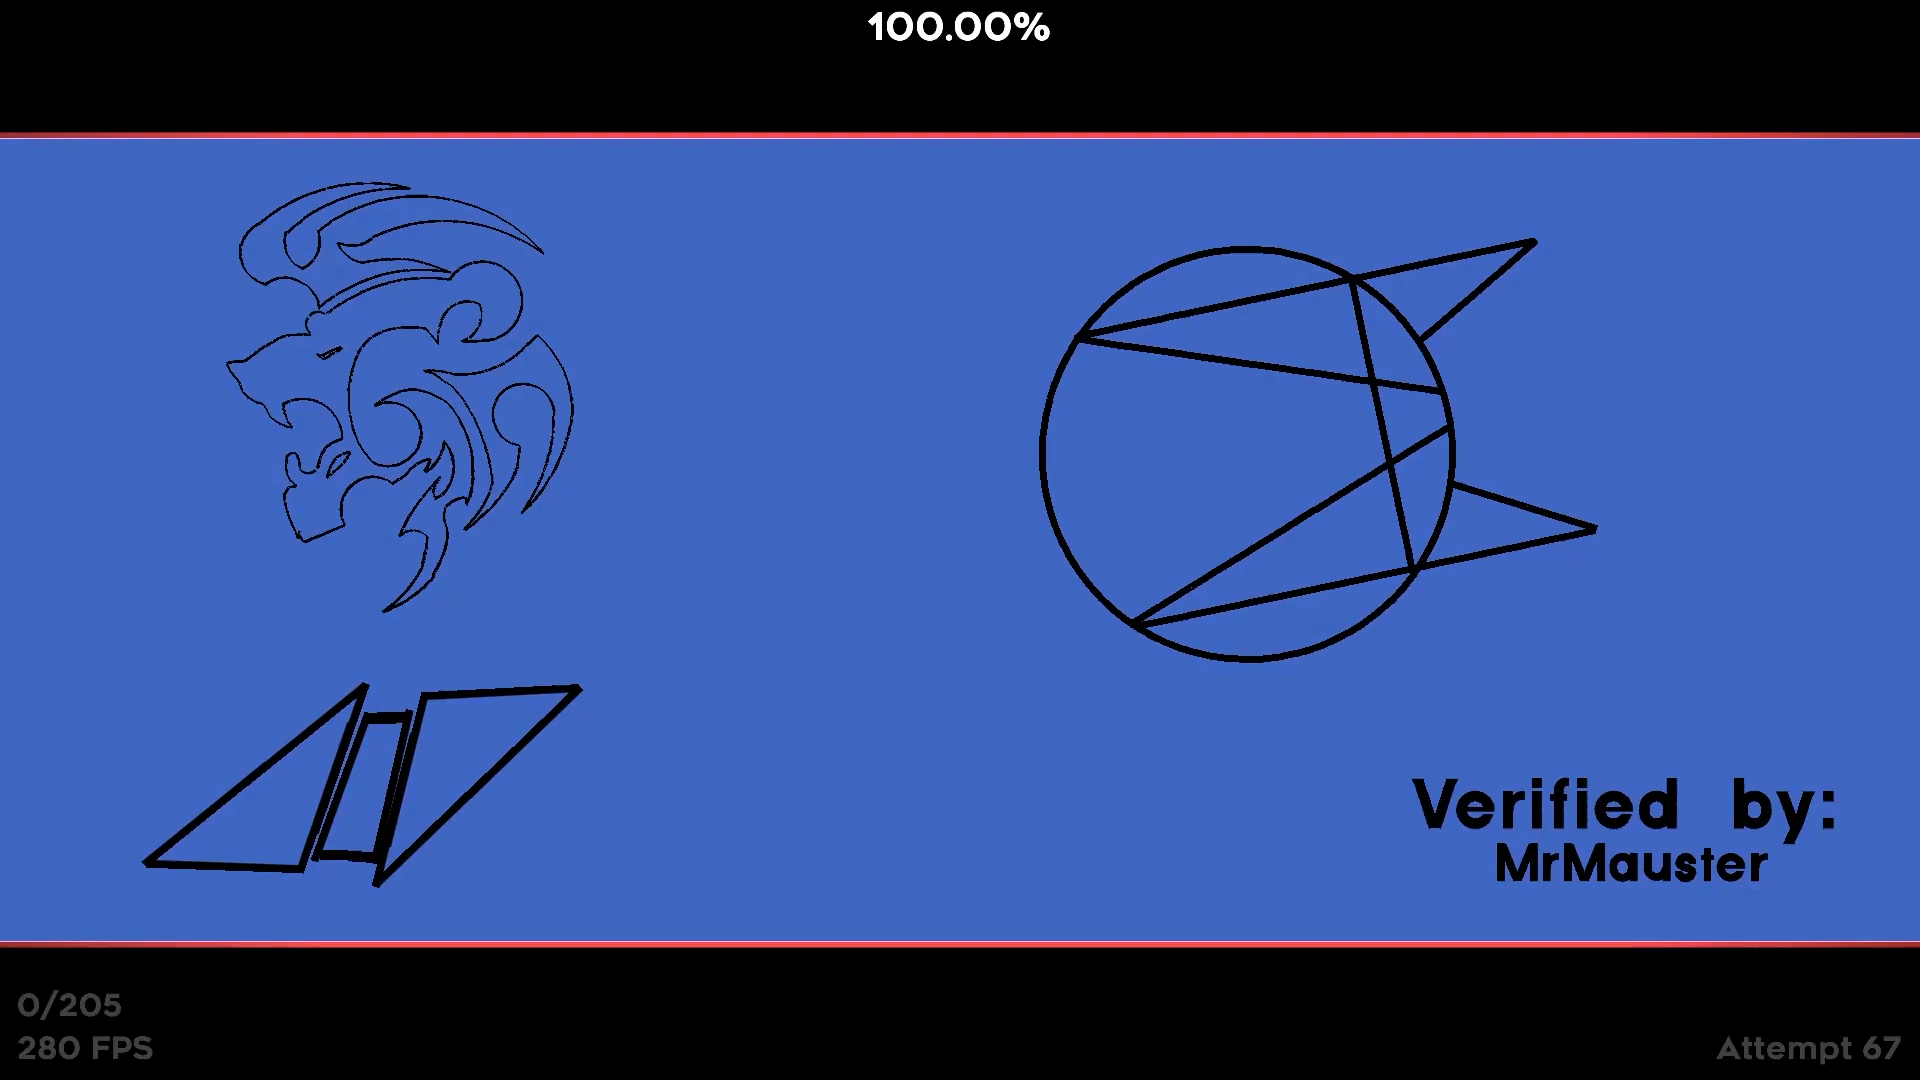 100.00%
Verified by:
MrMauster
0/205
280 FPS
Attempt 67